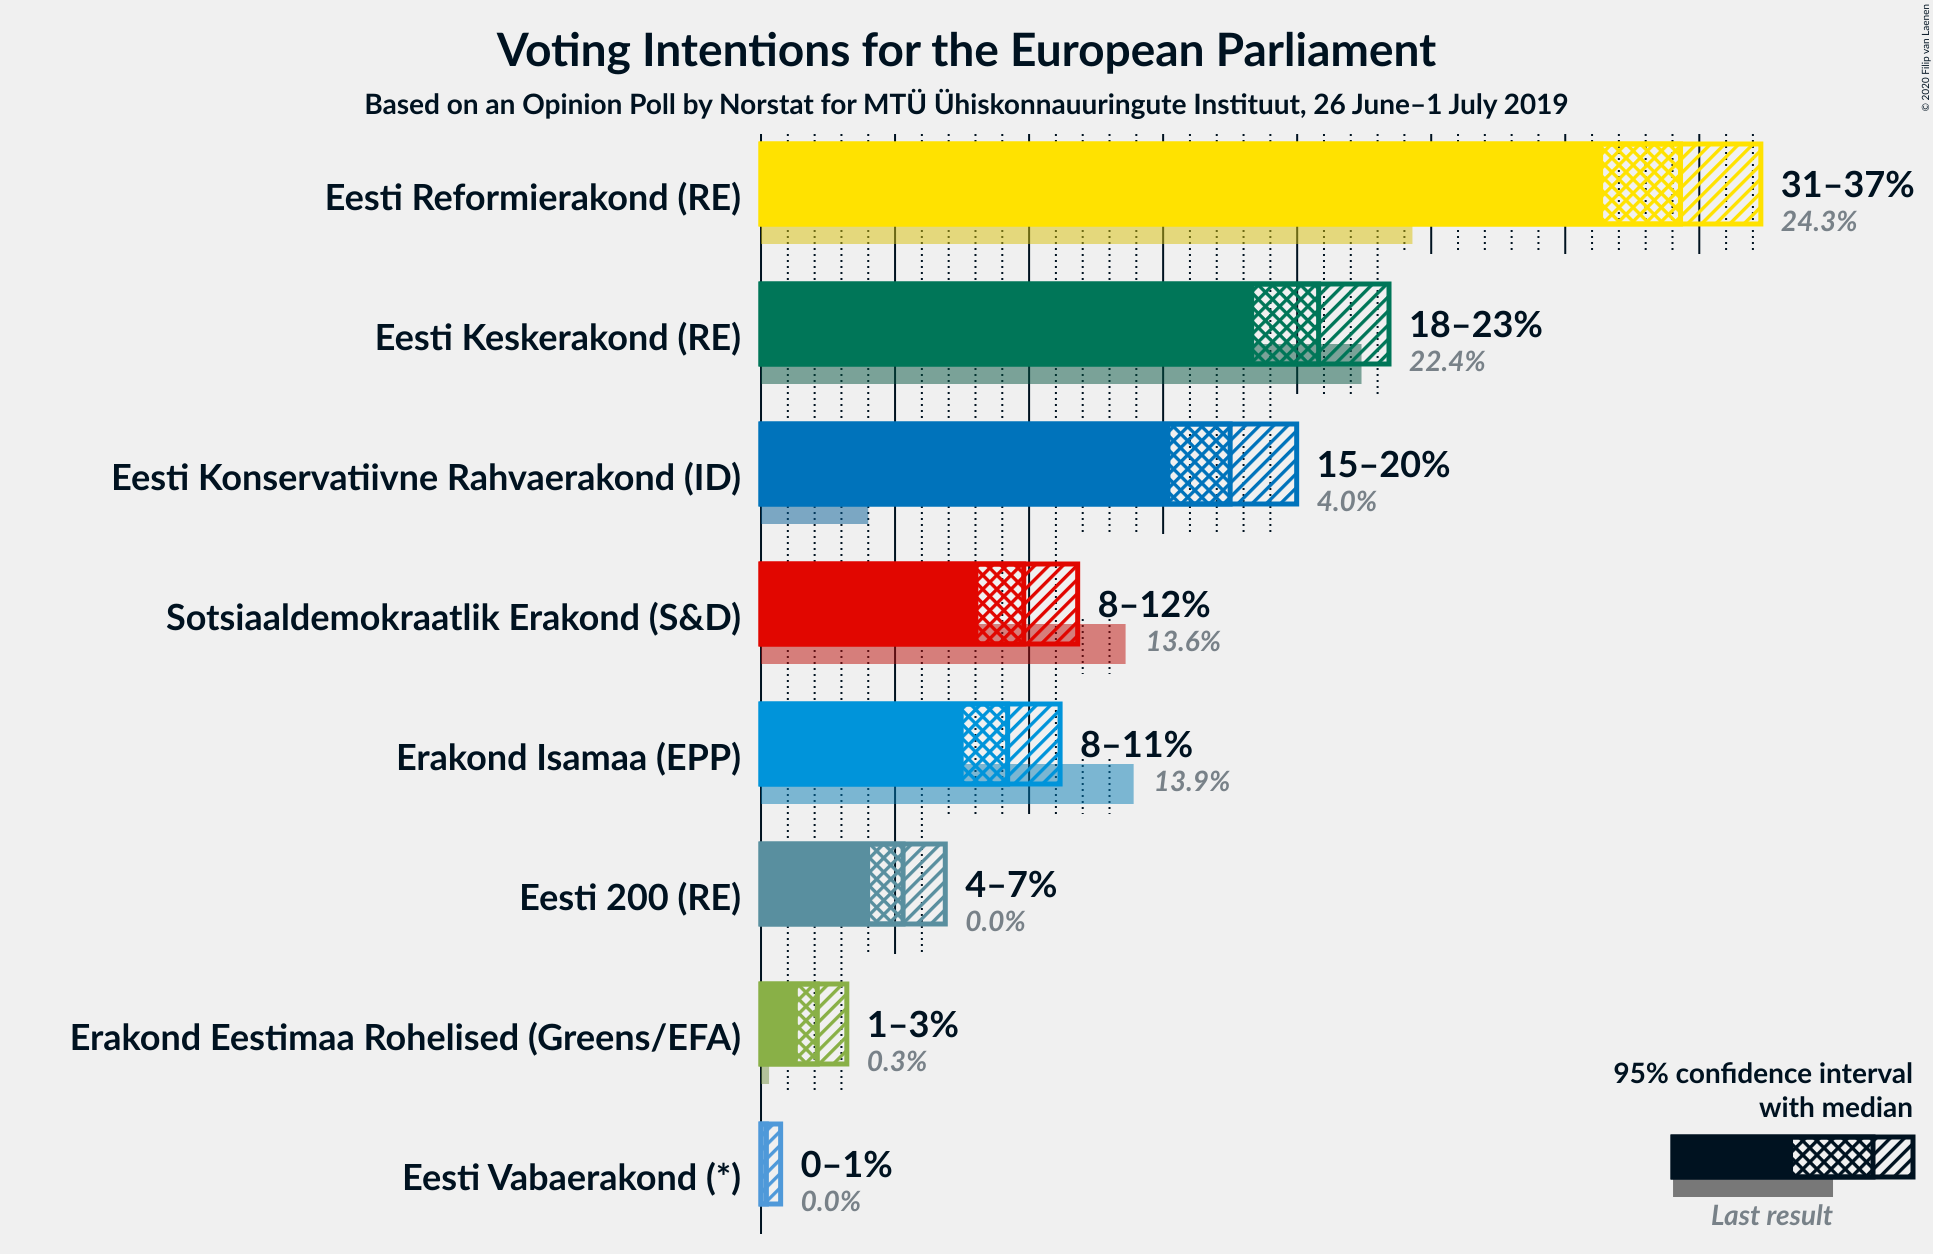 Voting Intentions for the European Parliament
Based on an Opinion Poll by Norstat for MTÜ Ühiskonnauuringute Instituut, 26 June–1 July 2019
© 2020 Filip van Laenen
Eesti Reformierakond (RE)
31–37%
24.3%
Eesti Keskerakond (RE)
18–23%
22.4%
Eesti Konservatiivne Rahvaerakond (ID)
15–20%
4.0%
Sotsiaaldemokraatlik Erakond (S&D)
8–12%
13.6%
Erakond Isamaa (EPP)
8–11%
13.9%
Eesti 200 (RE)
4–7%
0.0%
Erakond Eestimaa Rohelised (Greens/EFA)
1–3%
0.3%
Eesti Vabaerakond (*)
0–1%
0.0%
95% confidence interval
with median
Last result